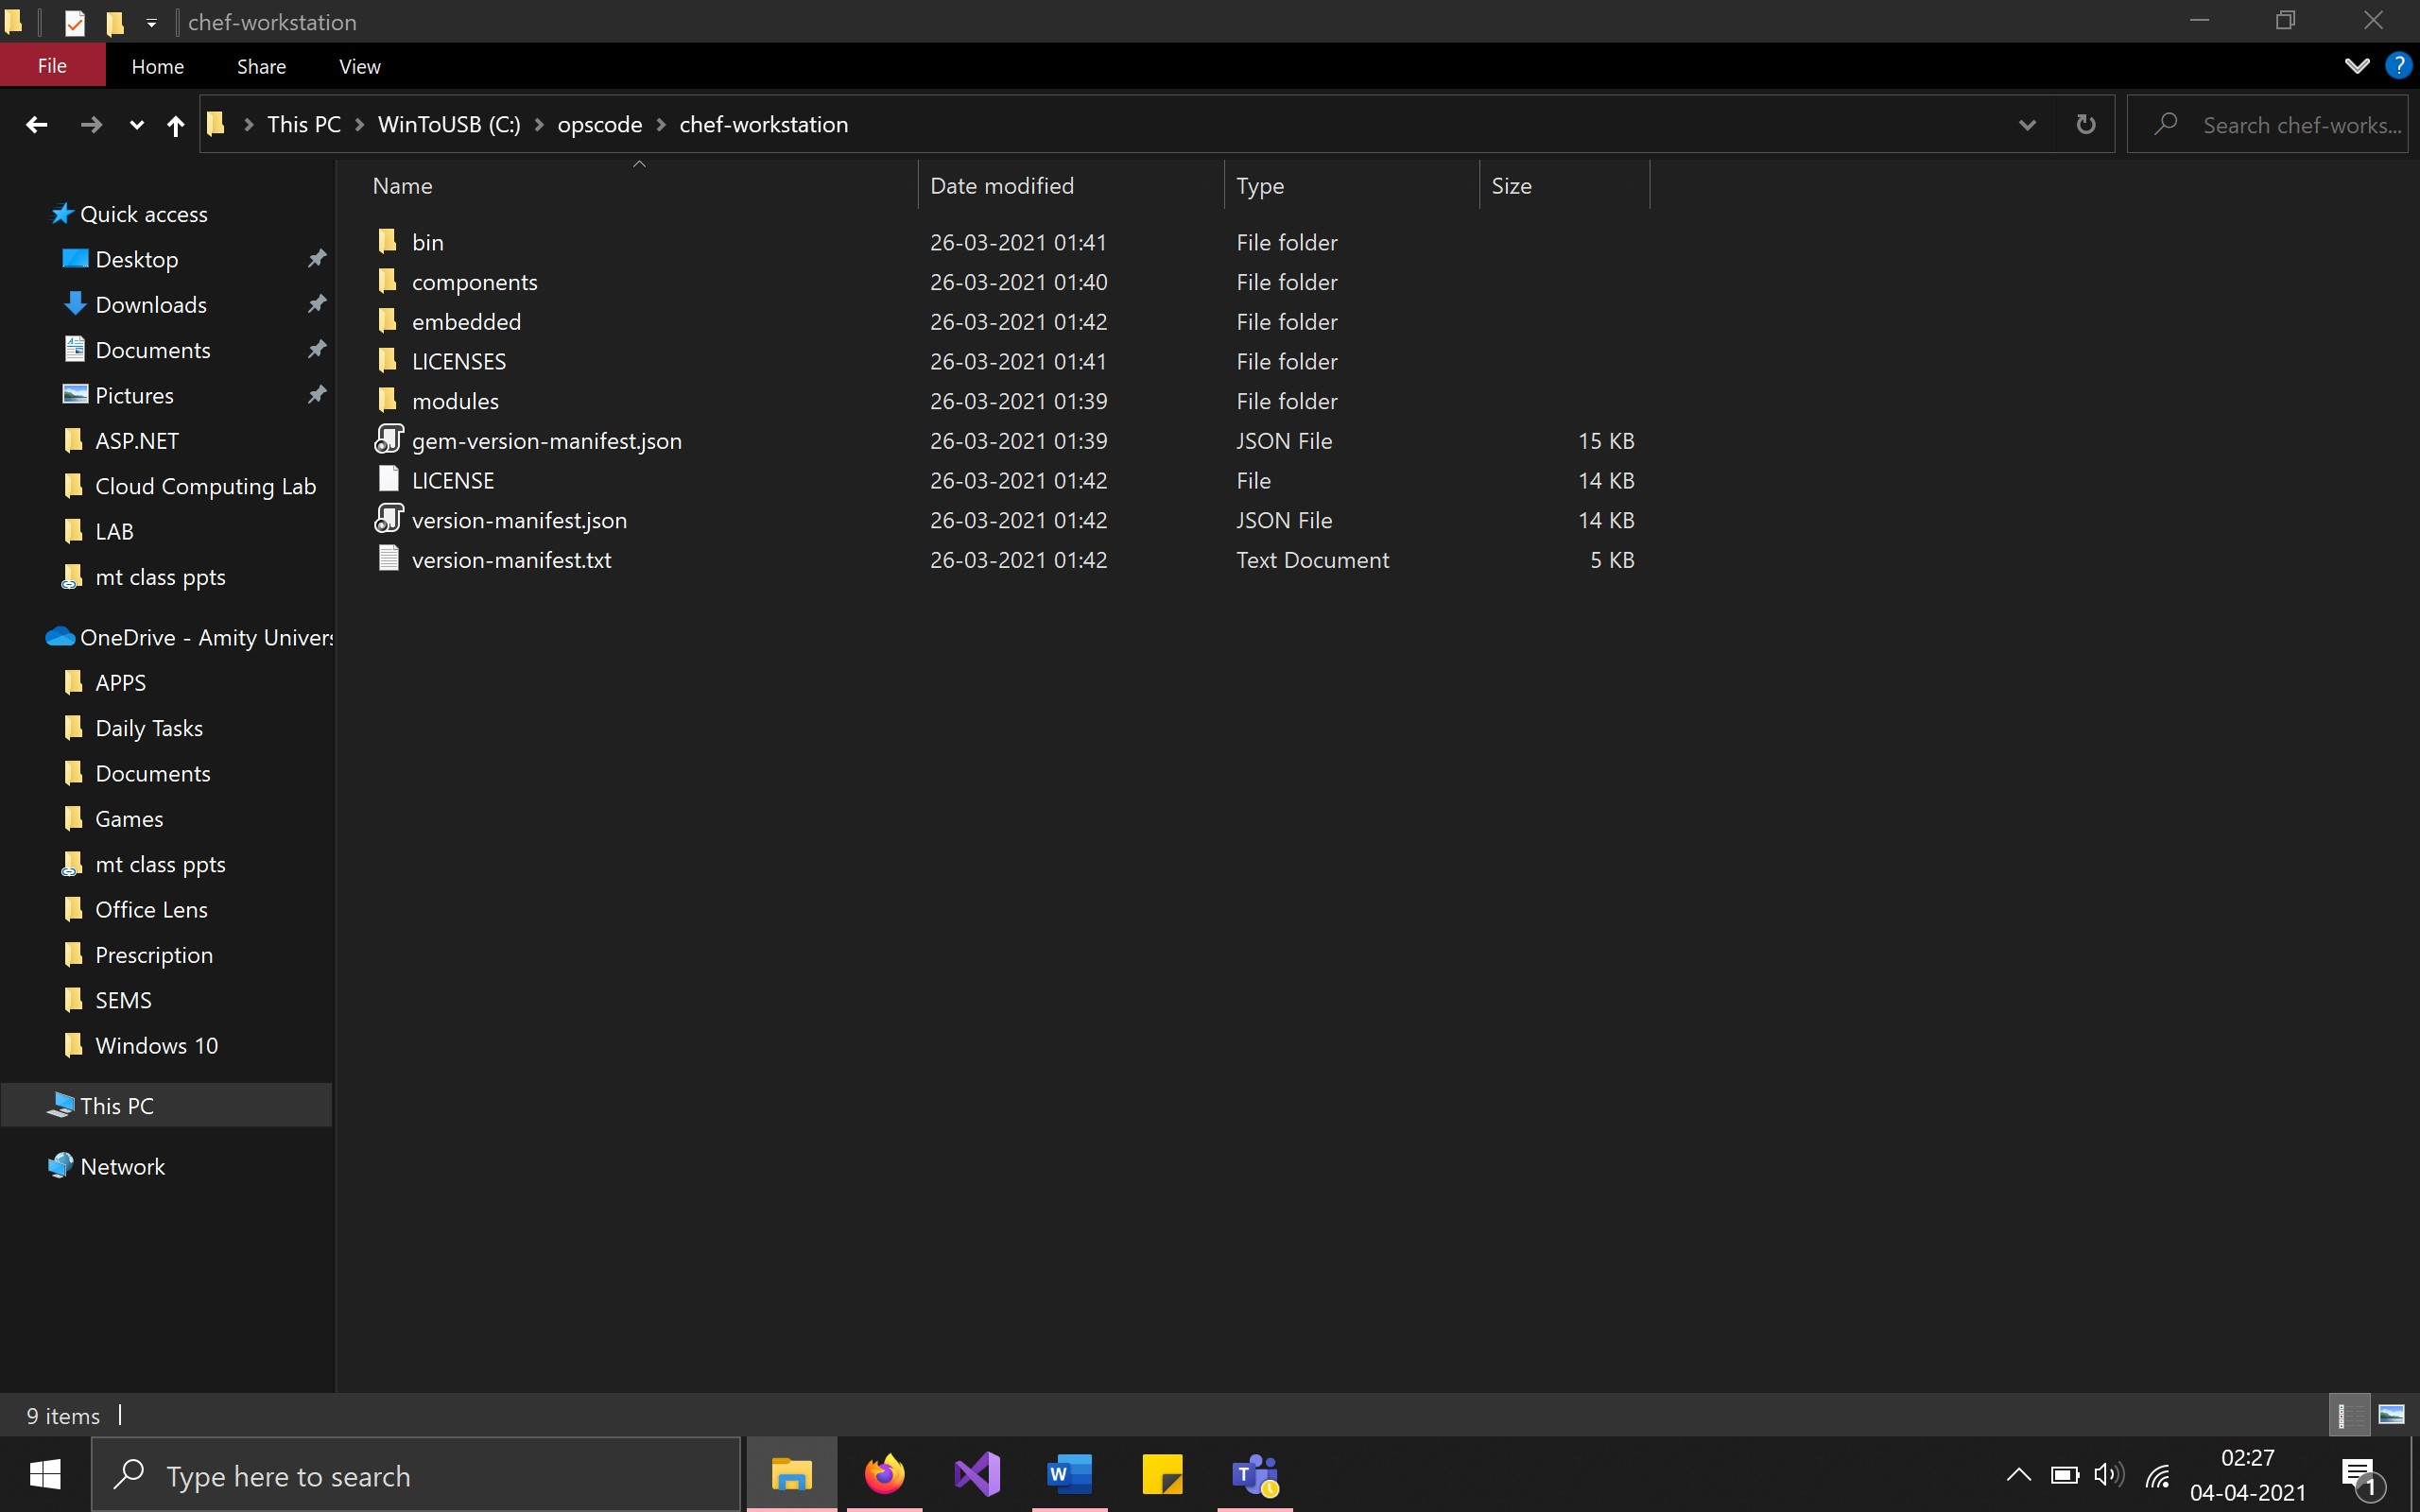 chef-workstation
File Home Share View
This PC WinToUSB (C:) opscode chef-workstation Search chef-works...
Name Date modified Type Size
Quick access
Desktop
Downloads
Documents
Pictures
ASP.NET
Cloud Computing Lab
LAB
mt class ppts
OneDrive - Amity Univers
APPS
Daily Tasks
Documents
Games
mt class ppts
Office Lens
Prescription
SEMS
Windows 10
This PC
Network
bin 26-03-2021 01:41 File folder
components 26-03-2021 01:40 File folder
embedded 26-03-2021 01:42 File folder
LICENSES 26-03-2021 01:41 File folder
modules 26-03-2021 01:39 File folder
gem-version-manifest.json 26-03-2021 01:39 JSON File 15 KB
LICENSE 26-03-2021 01:42 File 14 KB
version-manifest.json 26-03-2021 01:42 JSON File 14 KB
version-manifest.txt 26-03-2021 01:42 Text Document 5 KB
9 items
Type here to search
02:27
04-04-2021
1